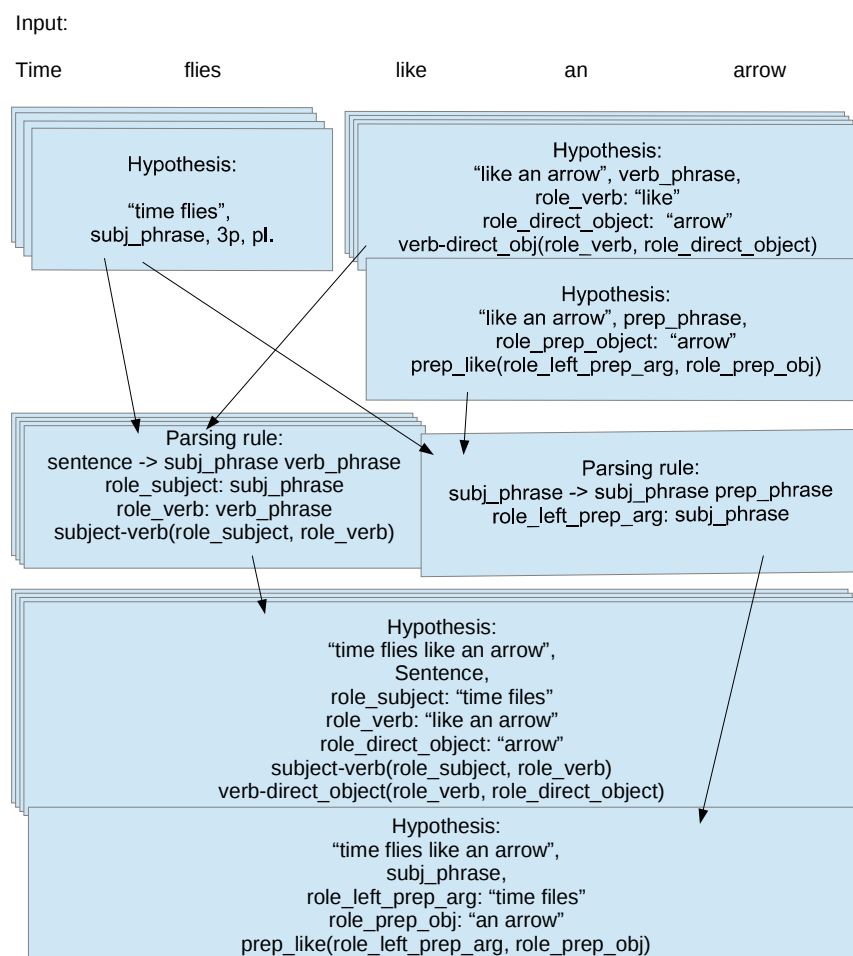 Input:
Time flies like an arrow
Hypothesis:
“time flies”,
subj_phrase, 3p, pl.
Hypothesis:
“like an arrow”, verb_phrase,
role_verb: “like”
role_direct_object: “arrow”
verb-direct_obj(role_verb, role_direct_object)
Hypothesis:
“like an arrow”, prep_phrase,
role_prep_object: “arrow”
prep_like(role_left_prep_arg, role_prep_obj)
Parsing rule:
sentence -> subj_phrase verb_phrase
role_subject: subj_phrase
role_verb: verb_phrase
subject-verb(role_subject, role_verb)
Parsing rule:
subj_phrase -> subj_phrase prep_phrase
role_left_prep_arg: subj_phrase
Hypothesis:
“time flies like an arrow”,
Sentence,
role_subject: “time files”
role_verb: “like an arrow”
role_direct_object: “arrow”
subject-verb(role_subject, role_verb)
verb-direct_object(role_verb, role_direct_object)
Hypothesis:
“time flies like an arrow”,
subj_phrase,
role_left_prep_arg: “time files”
role_prep_obj: “an arrow”
prep_like(role_left_prep_arg, role_prep_obj)